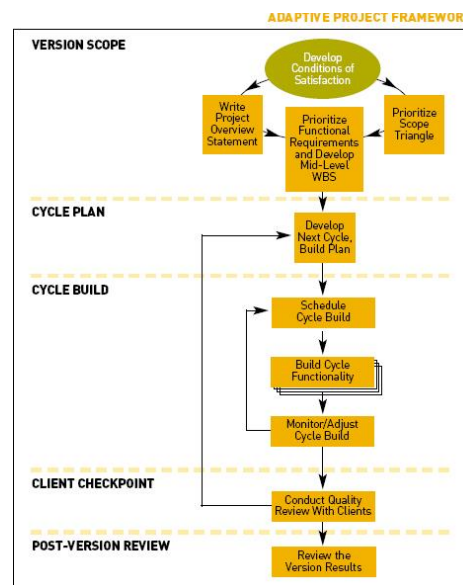 ADAPTIVE PROJECT FRAMEWORK
VERSION SCOPE
Develop
Conditions of
Satisfaction
Write
Project
Overview
Statement
Prioritize
Functional
Requirements
and Develop
Mid-Level
WBS
Prioritize
Scope
Triangle
CYCLE PLAN
Develop
Next Cycle,
Build Plan
CYCLE BUILD
Schedule
Cycle Build
Build Cycle
Functionality
Monitor/Adjust
Cycle Build
CLIENT CHECKPOINT
Conduct Quality
Review With Clients
POST-VERSION REVIEW
Review the
Version Results